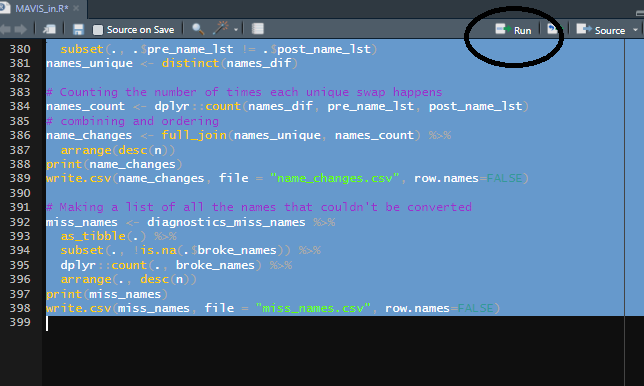 MAVIS_in.R*
Source on Save
Run
Source
380 subset(., .$pre_name_lst != .$post_name_lst)
381 names_unique <- distinct(names_dif)
382
383 # Counting the number of times each unique swap happens
384 names_count <- dplyr::count(names_dif, pre_name_lst, post_name_lst)
385 # combining and ordering
386 name_changes <- full_join(names_unique, names_count) %>%
387 arrange(desc(n))
388 print(name_changes)
389 write.csv(name_changes, file = "name_changes.csv", row.names=FALSE)
390
391 # Making a list of all the names that couldn't be converted
392 miss_names <- diagnostics_miss_names %>%
393 as_tibble(.) %>%
394 subset(., !is.na(.$broke_names)) %>%
395 dplyr::count(., broke_names) %>%
396 arrange(., desc(n))
397 print(miss_names)
398 write.csv(miss_names, file = "miss_names.csv", row.names=FALSE)
399